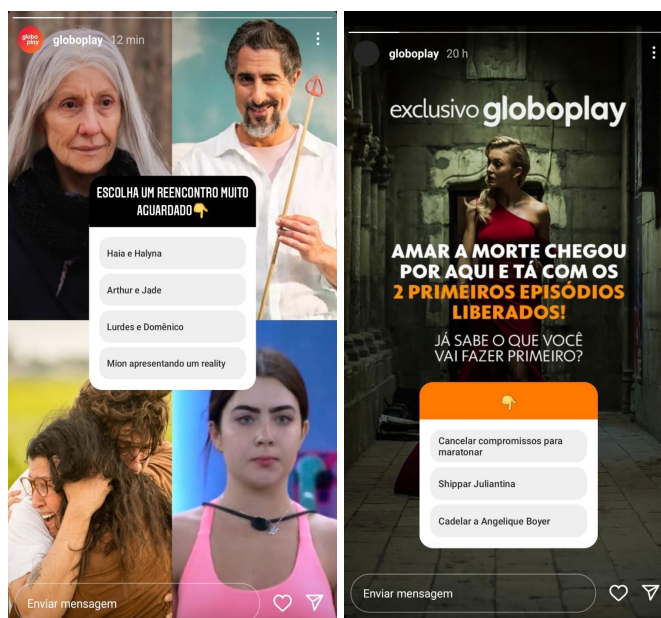 globo
play
globoplay 12 min
ESCOLHA UM REENCONTRO MUITO
AGUARDADO👇
Haia e Halyna
Arthur e Jade
Lurdes e Domênico
Mion apresentando um reality
Enviar mensagem
globoplay 20 h
exclusivo globoplay
AMAR A MORTE CHEGOU
POR AQUI E TÁ COM OS
2 PRIMEIROS EPISÓDIOS
LIBERADOS!
JÁ SABE O QUE VOCÊ
VAI FAZER PRIMEIRO?
👇
Cancelar compromissos para
maratonar
Shippar Juliantina
Cadelar a Angelique Boyer
Enviar mensagem